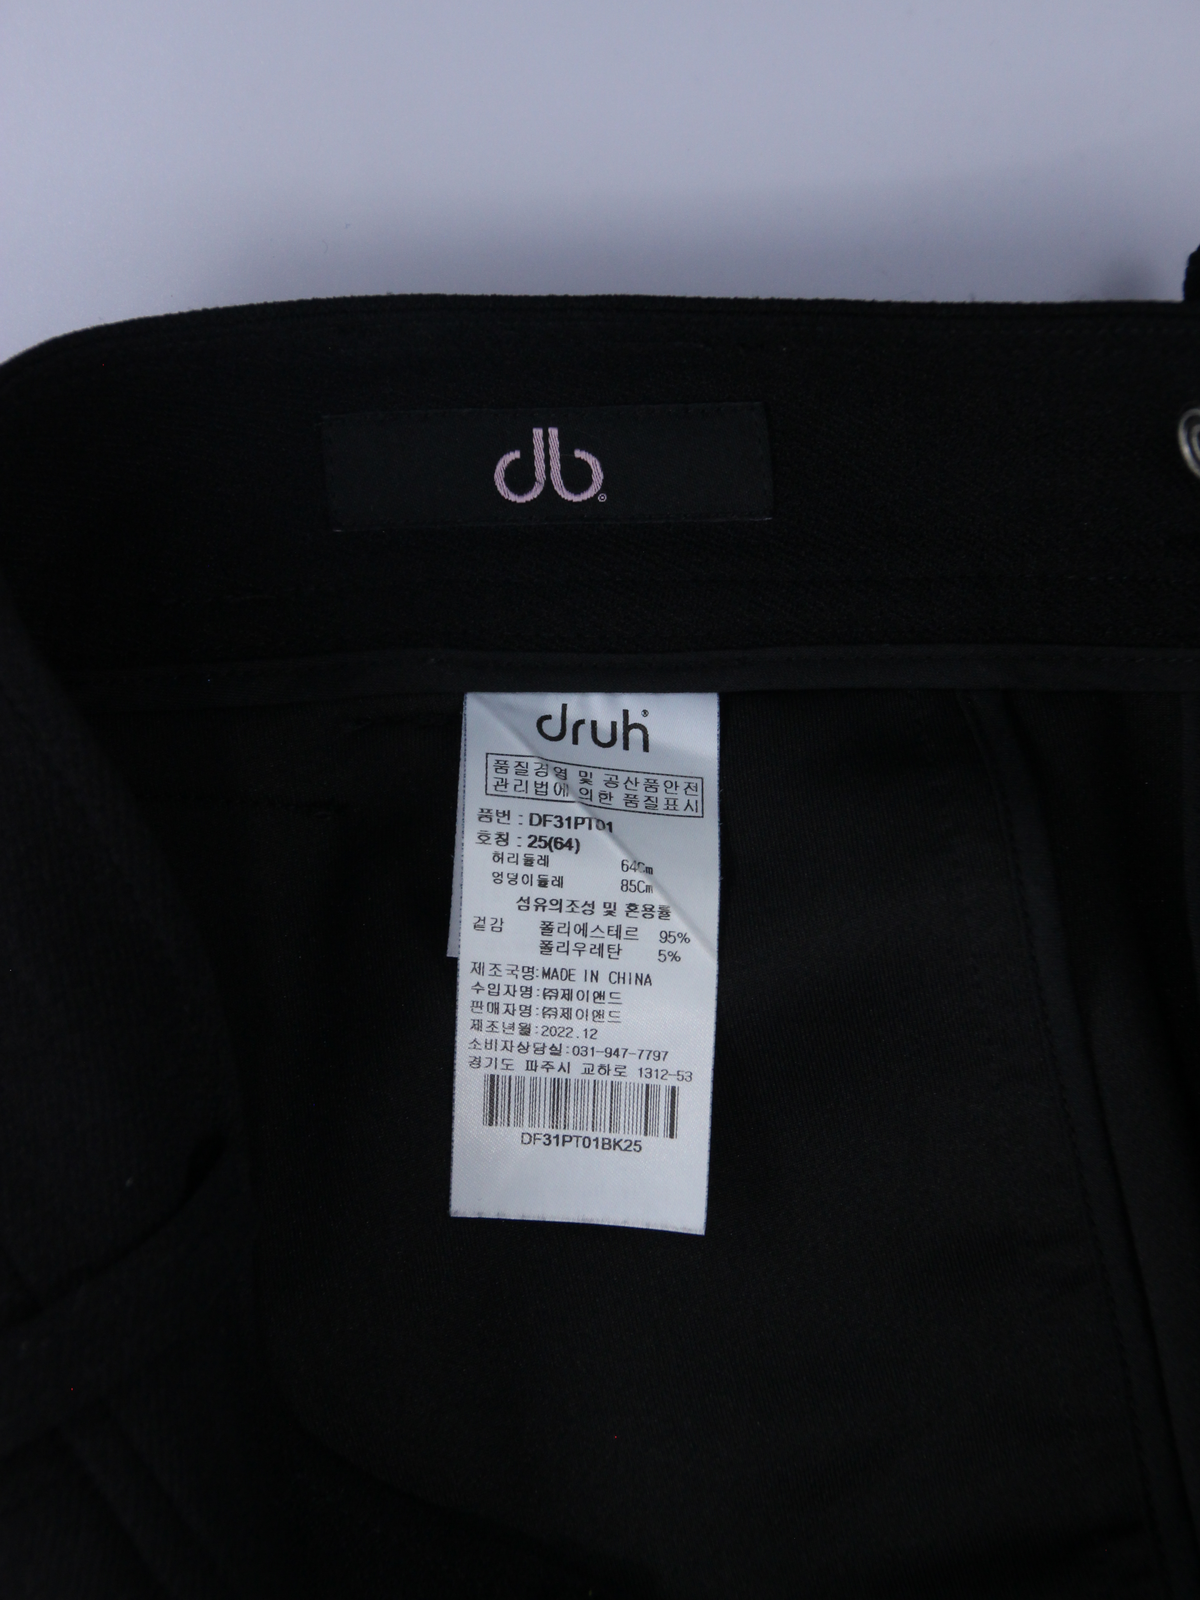 db®
druh®
품질경영 및 공산품안전
관리법에 의한 품질표시
품번 : DF31PT01
호칭 : 25(64)
허리둘레 64Cm
엉덩이둘레 85Cm
섬유의조성 및 혼용률
겉감 폴리에스테르 95%
폴리우레탄 5%
제조국명:MADE IN CHINA
수입자명:㈜제이앤드
판매자명:㈜제이앤드
제조년월:2022.12
소비자상담실:031-947-7797
경기도 파주시 교하로 1312-53
DF31PT01BK25